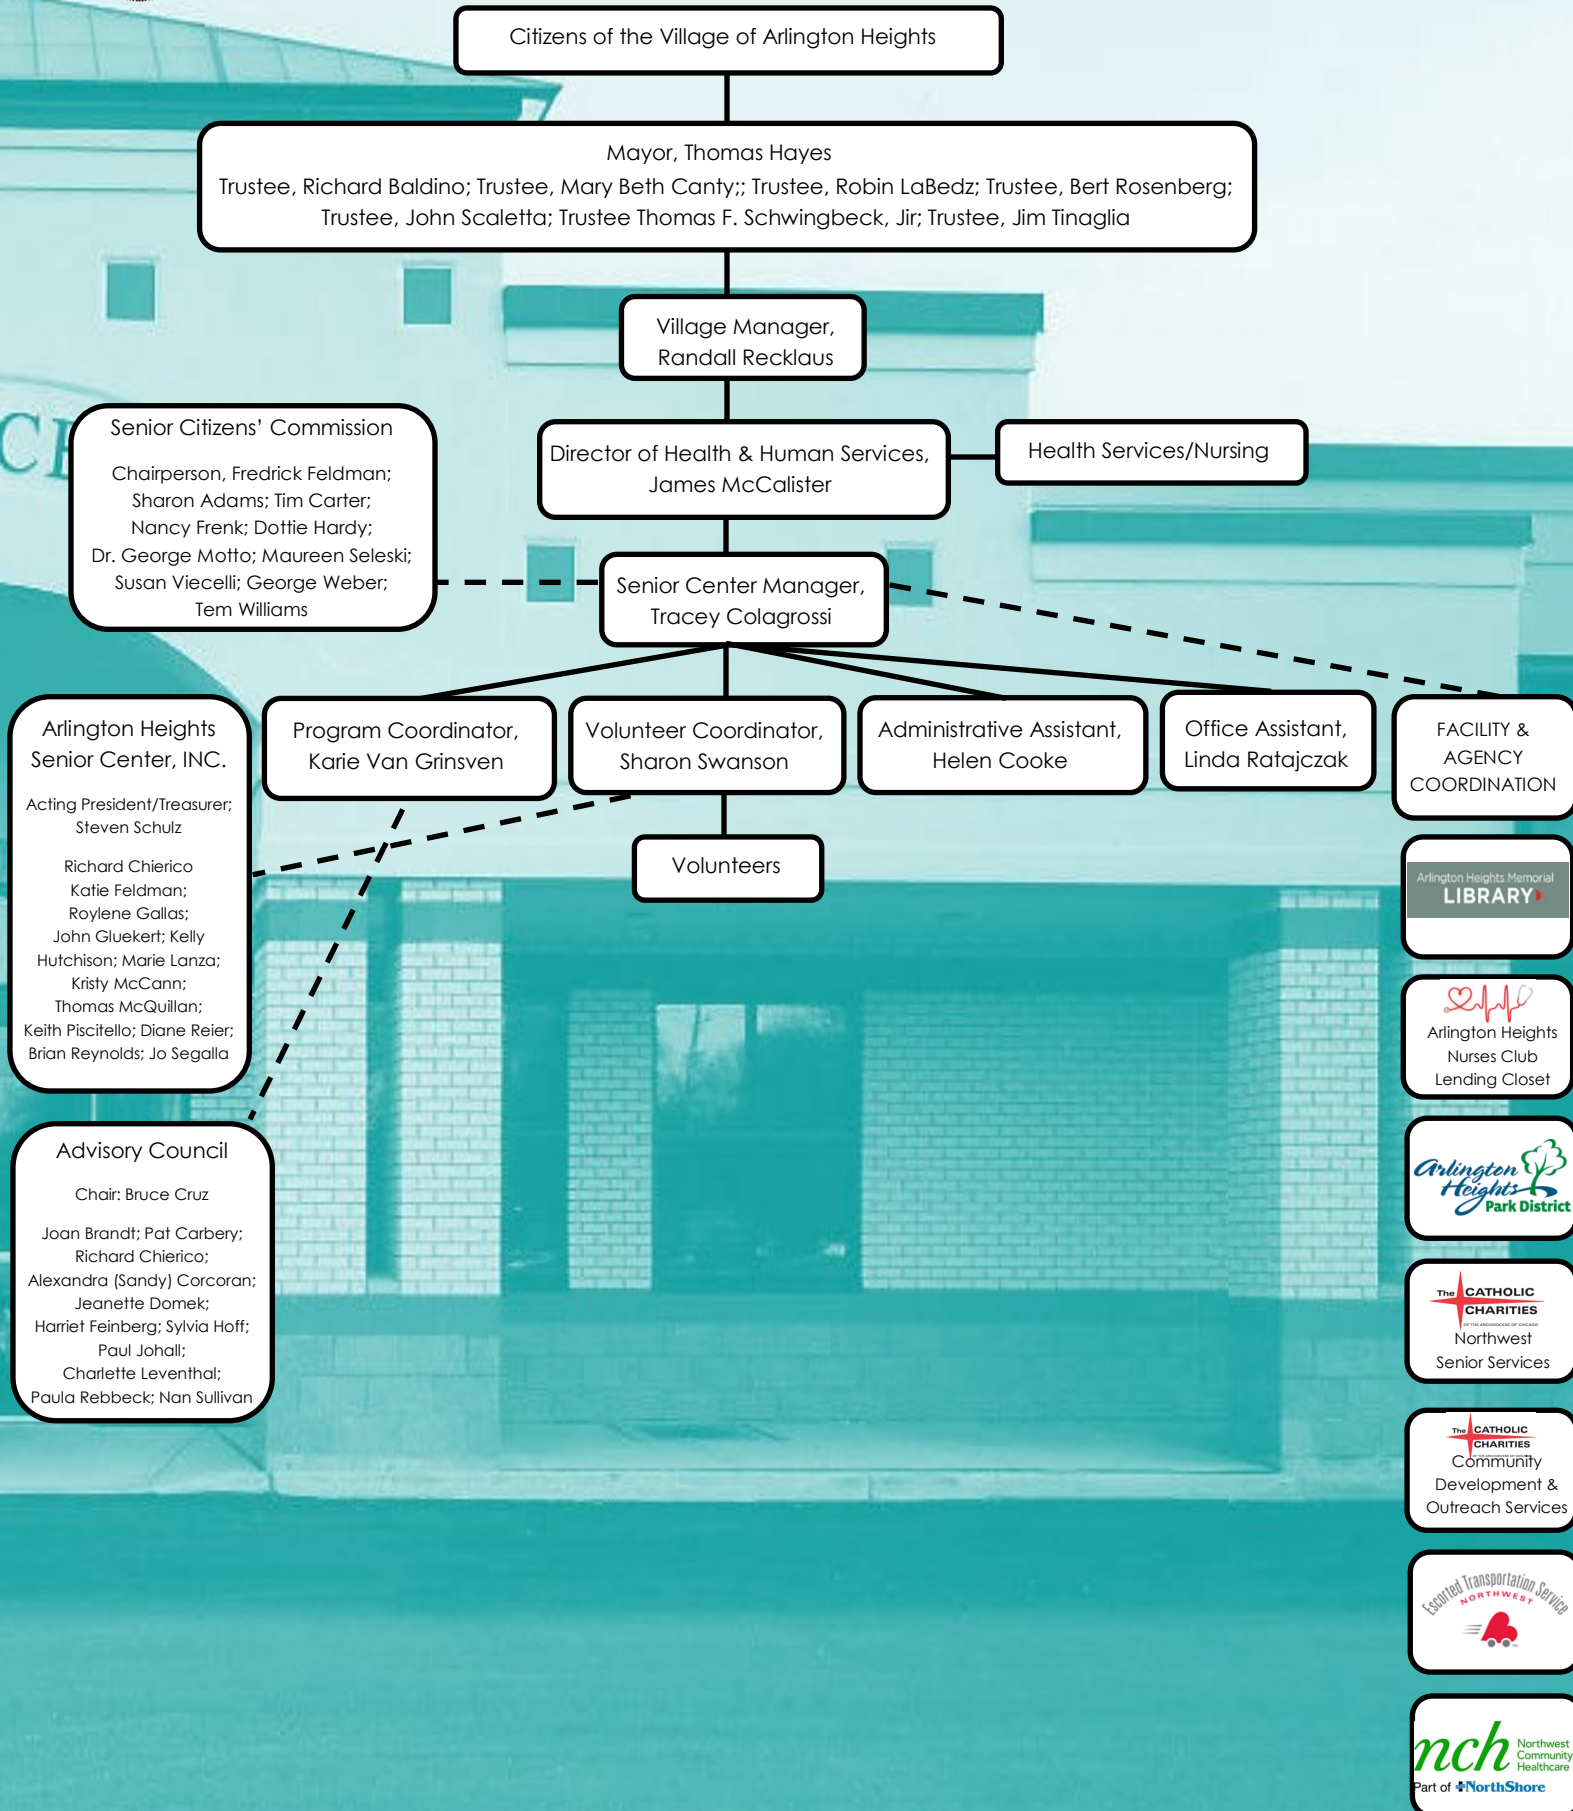 Citizens of the Village of Arlington Heights
Mayor, Thomas Hayes
Trustee, Richard Baldino; Trustee, Mary Beth Canty;; Trustee, Robin LaBedz; Trustee, Bert Rosenberg;
Trustee, John Scaletta; Trustee Thomas F. Schwingbeck, Jir; Trustee, Jim Tinaglia
Village Manager,
Randall Recklaus
Director of Health & Human Services,
James McCalister
Health Services/Nursing
Senior Citizens’ Commission
Chairperson, Fredrick Feldman;
Sharon Adams; Tim Carter;
Nancy Frenk; Dottie Hardy;
Dr. George Motto; Maureen Seleski;
Susan Viecelli; George Weber;
Tem Williams
Senior Center Manager,
Tracey Colagrossi
Arlington Heights
Senior Center, INC.
Acting President/Treasurer;
Steven Schulz
Richard Chierico
Katie Feldman;
Roylene Gallas;
John Gluekert; Kelly
Hutchison; Marie Lanza;
Kristy McCann;
Thomas McQuillan;
Keith Piscitello; Diane Reier;
Brian Reynolds; Jo Segalla
Program Coordinator,
Karie Van Grinsven
Volunteer Coordinator,
Sharon Swanson
Administrative Assistant,
Helen Cooke
Office Assistant,
Linda Ratajczak
FACILITY &
AGENCY
COORDINATION
Volunteers
Advisory Council
Chair: Bruce Cruz
Joan Brandt; Pat Carbery;
Richard Chierico;
Alexandra (Sandy) Corcoran;
Jeanette Domek;
Harriet Feinberg; Sylvia Hoff;
Paul Johall;
Charlette Leventhal;
Paula Rebbeck; Nan Sullivan
Arlington Heights Memorial
LIBRARY
Arlington Heights
Nurses Club
Lending Closet
Arlington
Heights
Park District
The CATHOLIC
CHARITIES
OF THE ARCHDIOCESE OF CHICAGO
Northwest
Senior Services
The CATHOLIC
CHARITIES
Community
Development &
Outreach Services
Escorted Transportation Service
NORTHWEST
nch Northwest
Community
Healthcare
Part of NorthShore